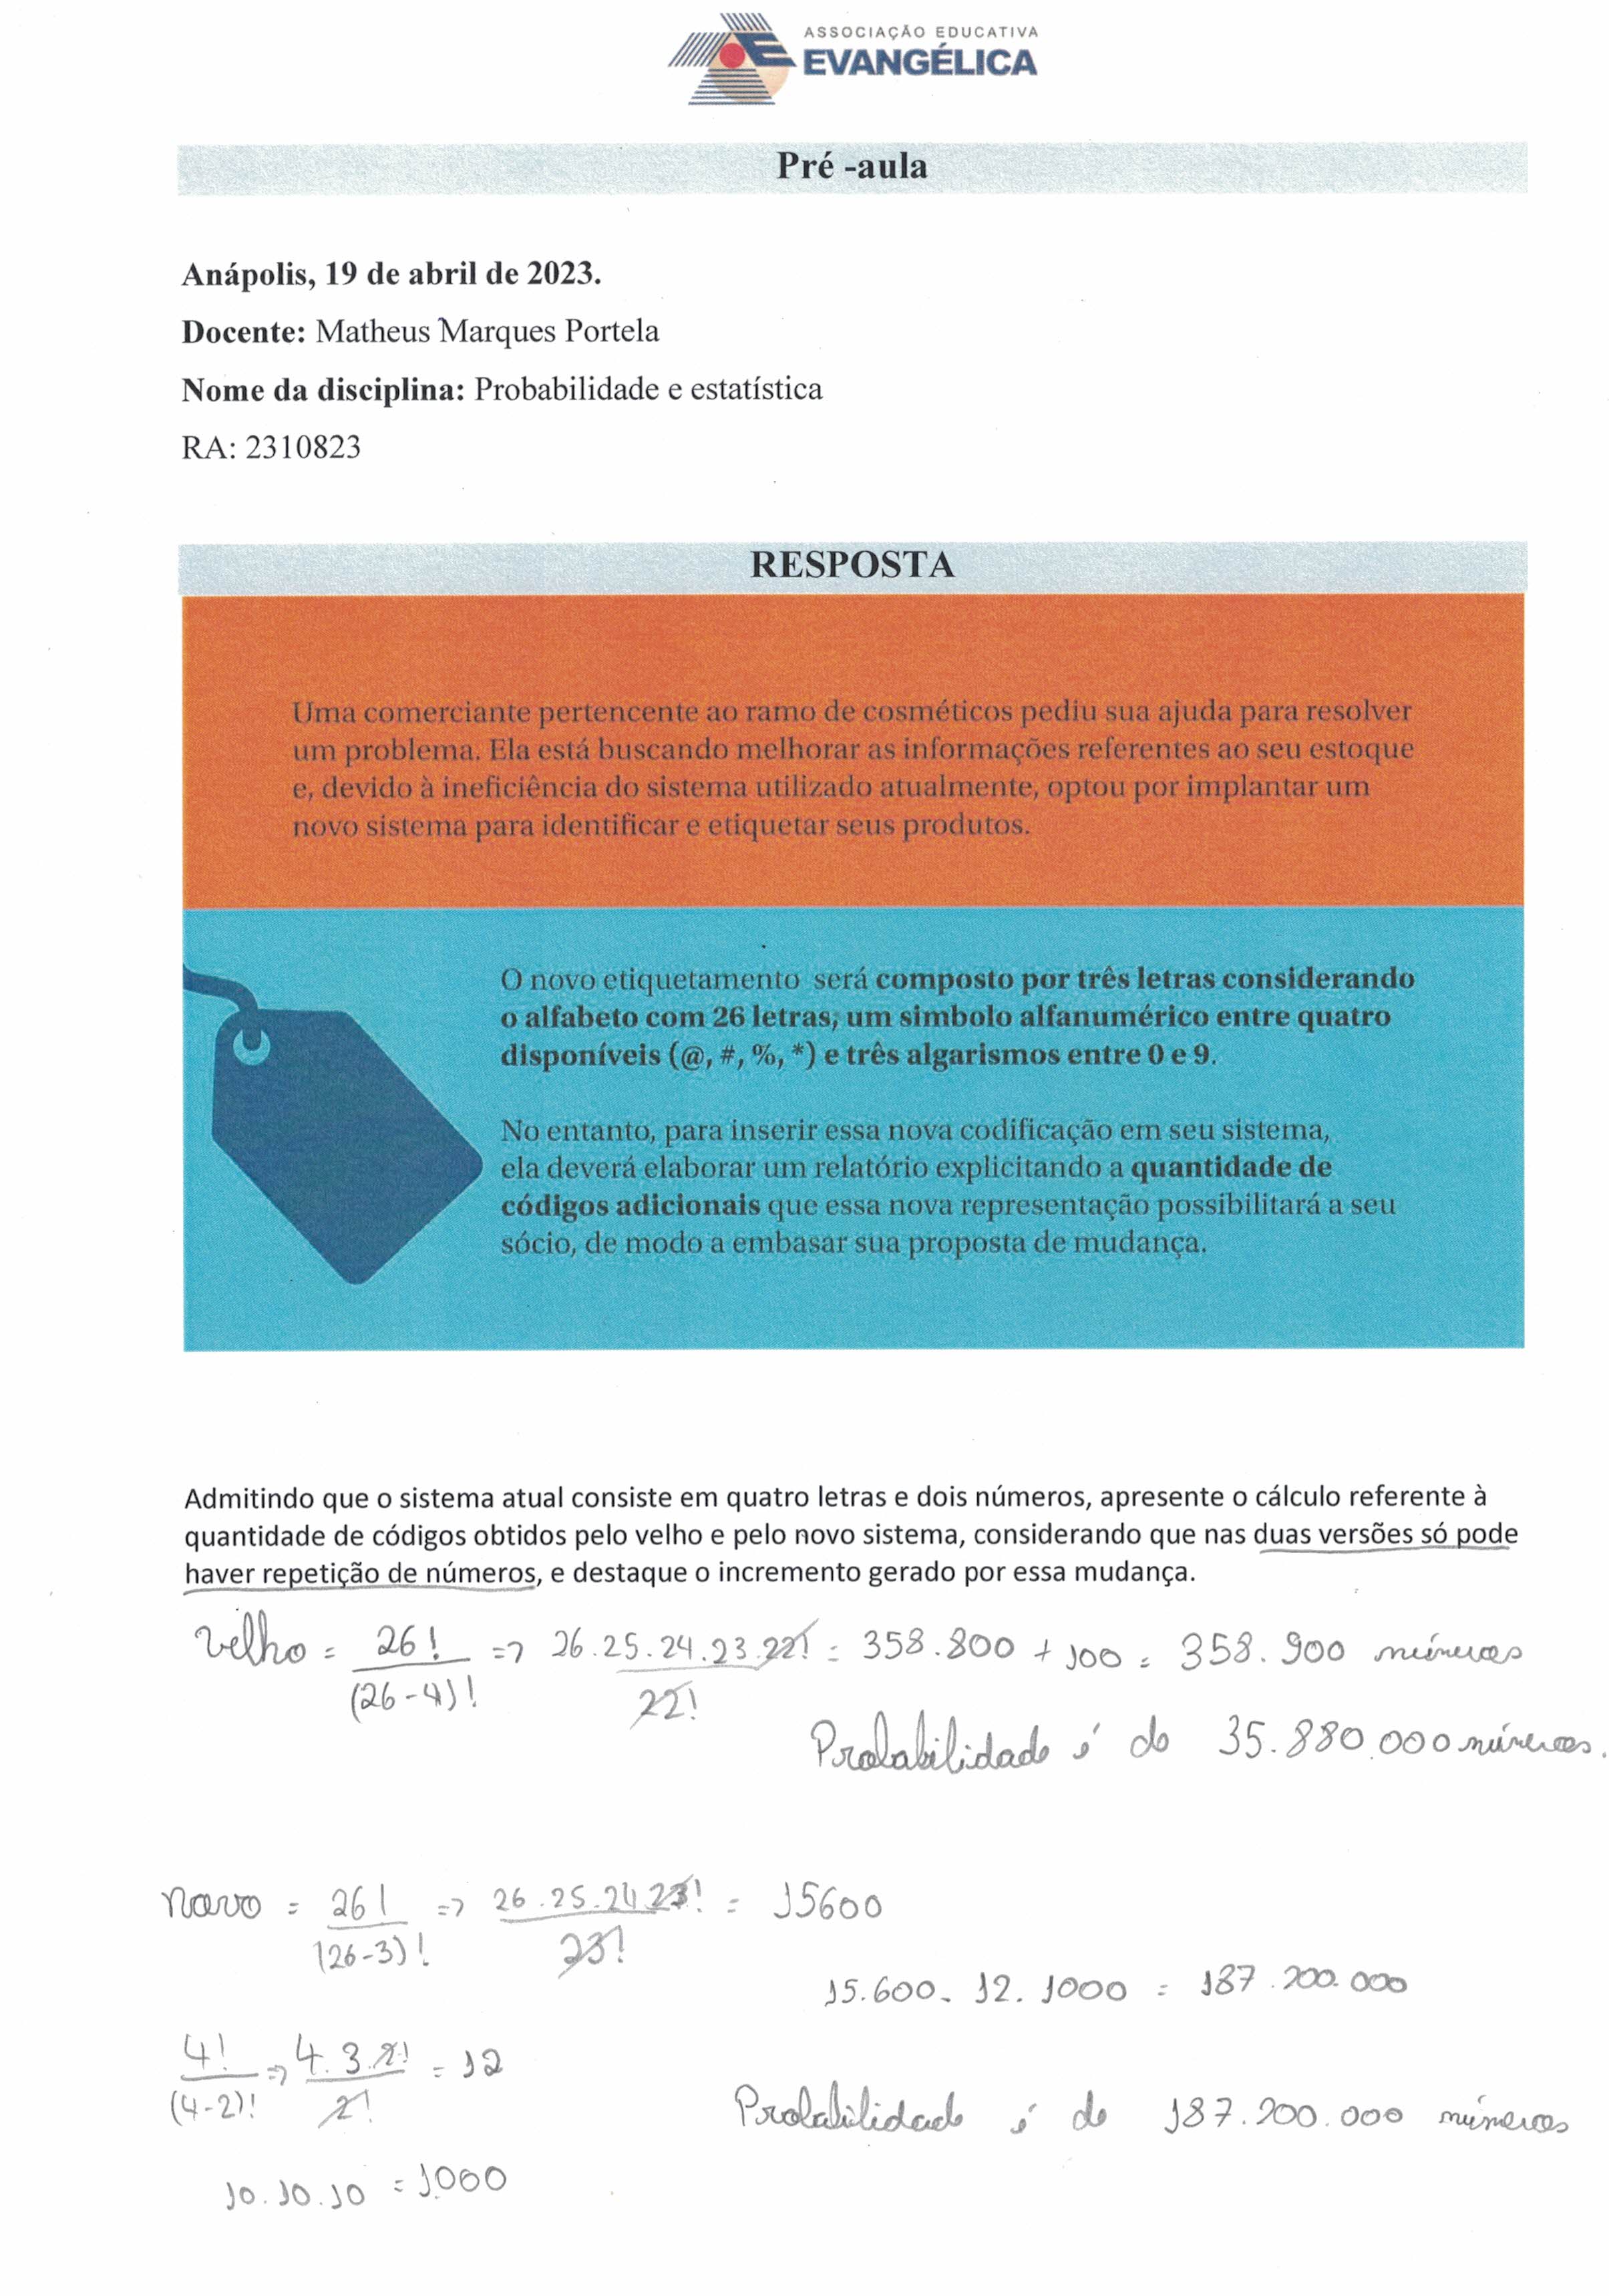 ASSOCIAÇÃO EDUCATIVA
EVANGÉLICA
Pré -aula
Anápolis, 19 de abril de 2023.
Docente: Matheus Marques Portela
Nome da disciplina: Probabilidade e estatística
RA: 2310823
RESPOSTA
Uma comerciante pertencente ao ramo de cosméticos pediu sua ajuda para resolver
um problema. Ela está buscando melhorar as informações referentes ao seu estoque
e, devido à ineficiência do sistema utilizado atualmente, optou por implantar um
novo sistema para identificar e etiquetar seus produtos.
O novo etiquetamento será composto por três letras considerando
o alfabeto com 26 letras, um simbolo alfanumérico entre quatro
disponíveis (@, #, %, *) e três algarismos entre 0 e 9.
No entanto, para inserir essa nova codificação em seu sistema,
ela deverá elaborar um relatório explicitando a quantidade de
códigos adicionais que essa nova representação possibilitará a seu
sócio, de modo a embasar sua proposta de mudança.
Admitindo que o sistema atual consiste em quatro letras e dois números, apresente o cálculo referente à
quantidade de códigos obtidos pelo velho e pelo novo sistema, considerando que nas duas versões só pode
haver repetição de números, e destaque o incremento gerado por essa mudança.
Velho = 26! / (26-4)! => 26.25.24.23.22! / 22! = 358.800 + 100 = 358.900 números
Probabilidade é de 35.880.000 números.
Novo = 26! / (26-3)! => 26.25.24.23! / 23! = 15600
15.600. 12. 1000 = 187.200.000
4! / (4-2)! => 4.3.2! / 2! = 12
Probabilidade é de 187.200.000 números
10.10.10 = 1000